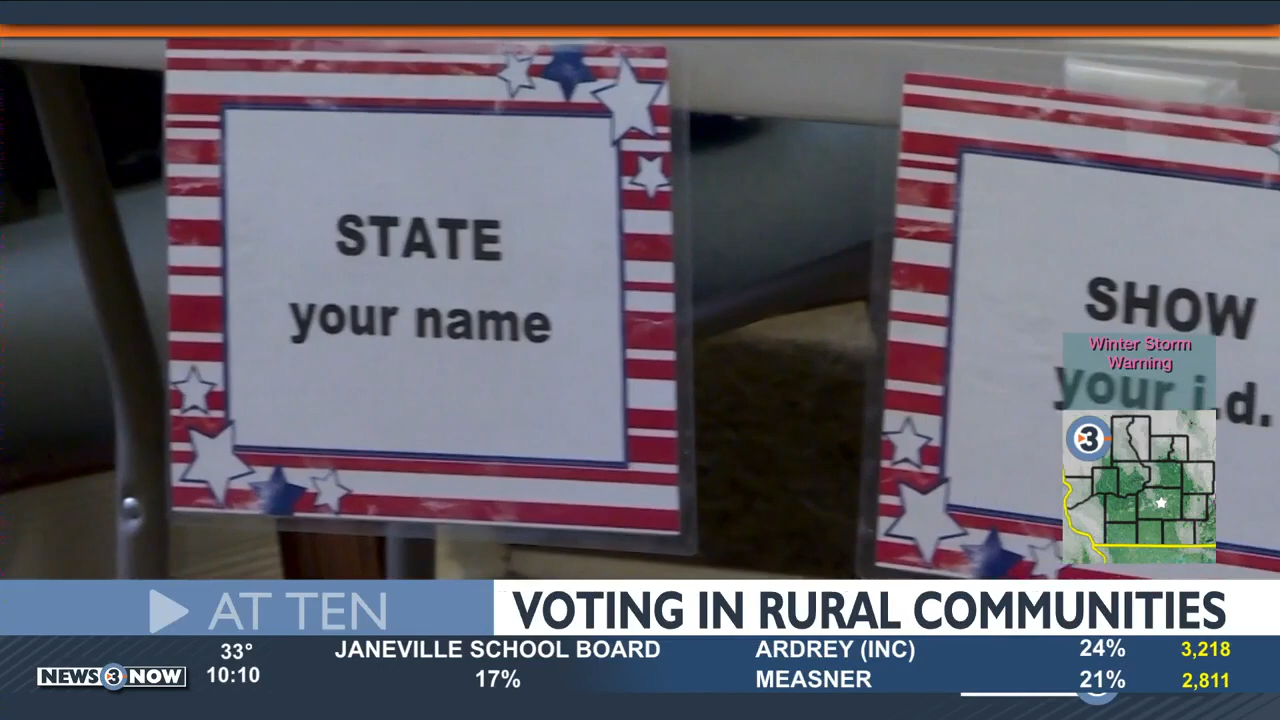 STATE
your name
SHOW
your i.d.
Winter Storm
Warning
3
AT TEN
VOTING IN RURAL COMMUNITIES
33°
JANEVILLE SCHOOL BOARD
ARDREY (INC)
24%
3,218
NEWS 3 NOW
10:10
17%
MEASNER
21%
2,811